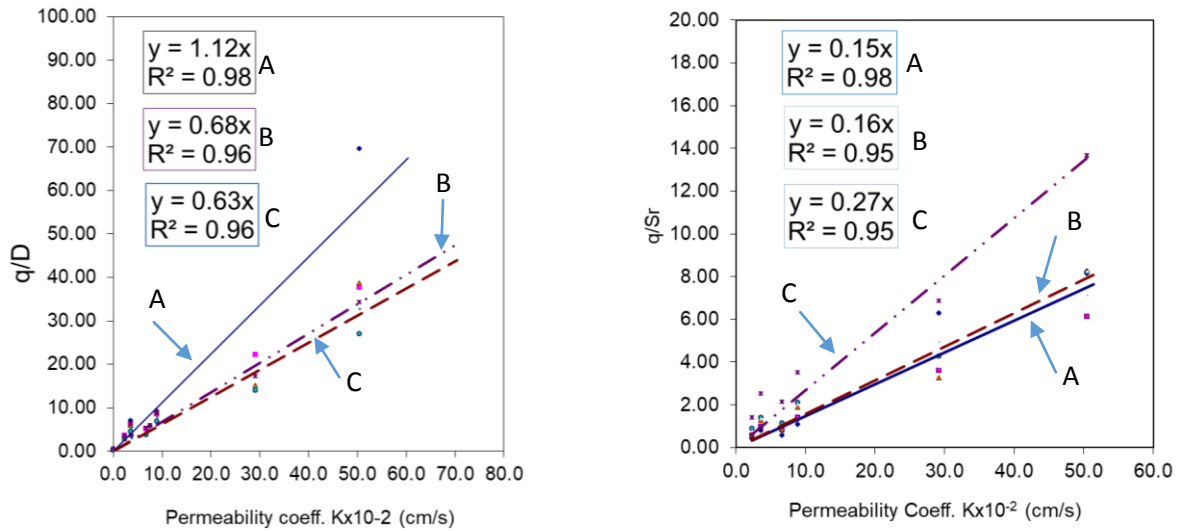 100.00
90.00
80.00
70.00
60.00
50.00
40.00
30.00
20.00
10.00
0.00
q/D
y = 1.12x
R² = 0.98
A
y = 0.68x
R² = 0.96
B
y = 0.63x
R² = 0.96
C
B
A
C
0.0 10.0 20.0 30.0 40.0 50.0 60.0 70.0 80.0
Permeability coeff. Kx10-2 (cm/s)
20.00
18.00
16.00
14.00
12.00
10.00
8.00
6.00
4.00
2.00
0.00
q/Sr
y = 0.15x
R² = 0.98
A
y = 0.16x
R² = 0.95
B
y = 0.27x
R² = 0.95
C
B
C
A
0.0 10.0 20.0 30.0 40.0 50.0 60.0
Permeability Coeff. Kx10⁻² (cm/s)